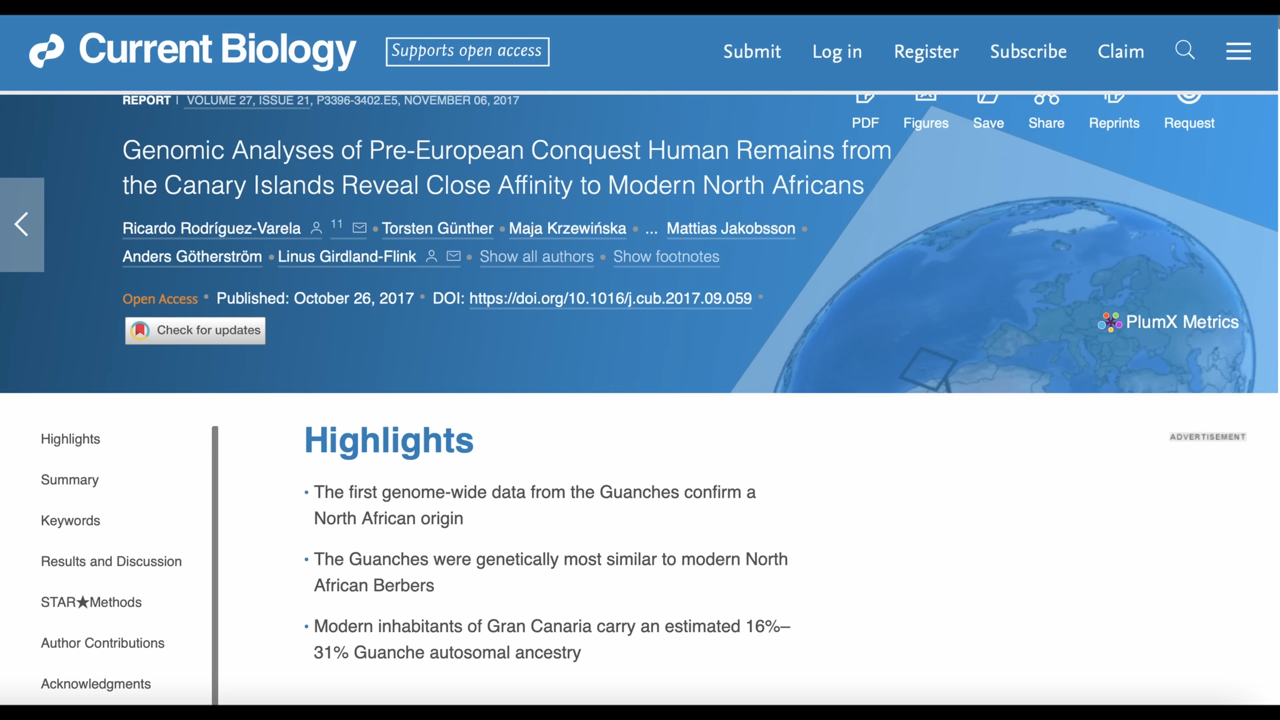 Current Biology
Supports open access
Submit Log in Register Subscribe Claim
REPORT | VOLUME 27, ISSUE 21, P3396-3402.E5, NOVEMBER 06, 2017
PDF Figures Save Share Reprints Request
Genomic Analyses of Pre-European Conquest Human Remains from
the Canary Islands Reveal Close Affinity to Modern North Africans
Ricardo Rodríguez-Varela 11 • Torsten Günther • Maja Krzewińska • ... Mattias Jakobsson •
Anders Götherström • Linus Girdland-Flink • Show all authors • Show footnotes
Open Access • Published: October 26, 2017 • DOI: https://doi.org/10.1016/j.cub.2017.09.059 •
Check for updates
PlumX Metrics
Highlights
Summary
Keywords
Results and Discussion
STAR★Methods
Author Contributions
Acknowledgments
Highlights
• The first genome-wide data from the Guanches confirm a
North African origin
• The Guanches were genetically most similar to modern North
African Berbers
• Modern inhabitants of Gran Canaria carry an estimated 16%–
31% Guanche autosomal ancestry
ADVERTISEMENT